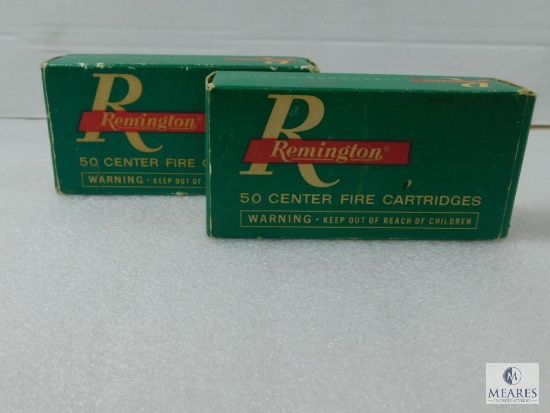 R
Remington
50 CENTER FIRE C
WARNING • KEEP OUT OF
R
Remington
50 CENTER FIRE CARTRIDGES
WARNING • KEEP OUT OF REACH OF CHILDREN
MEARES